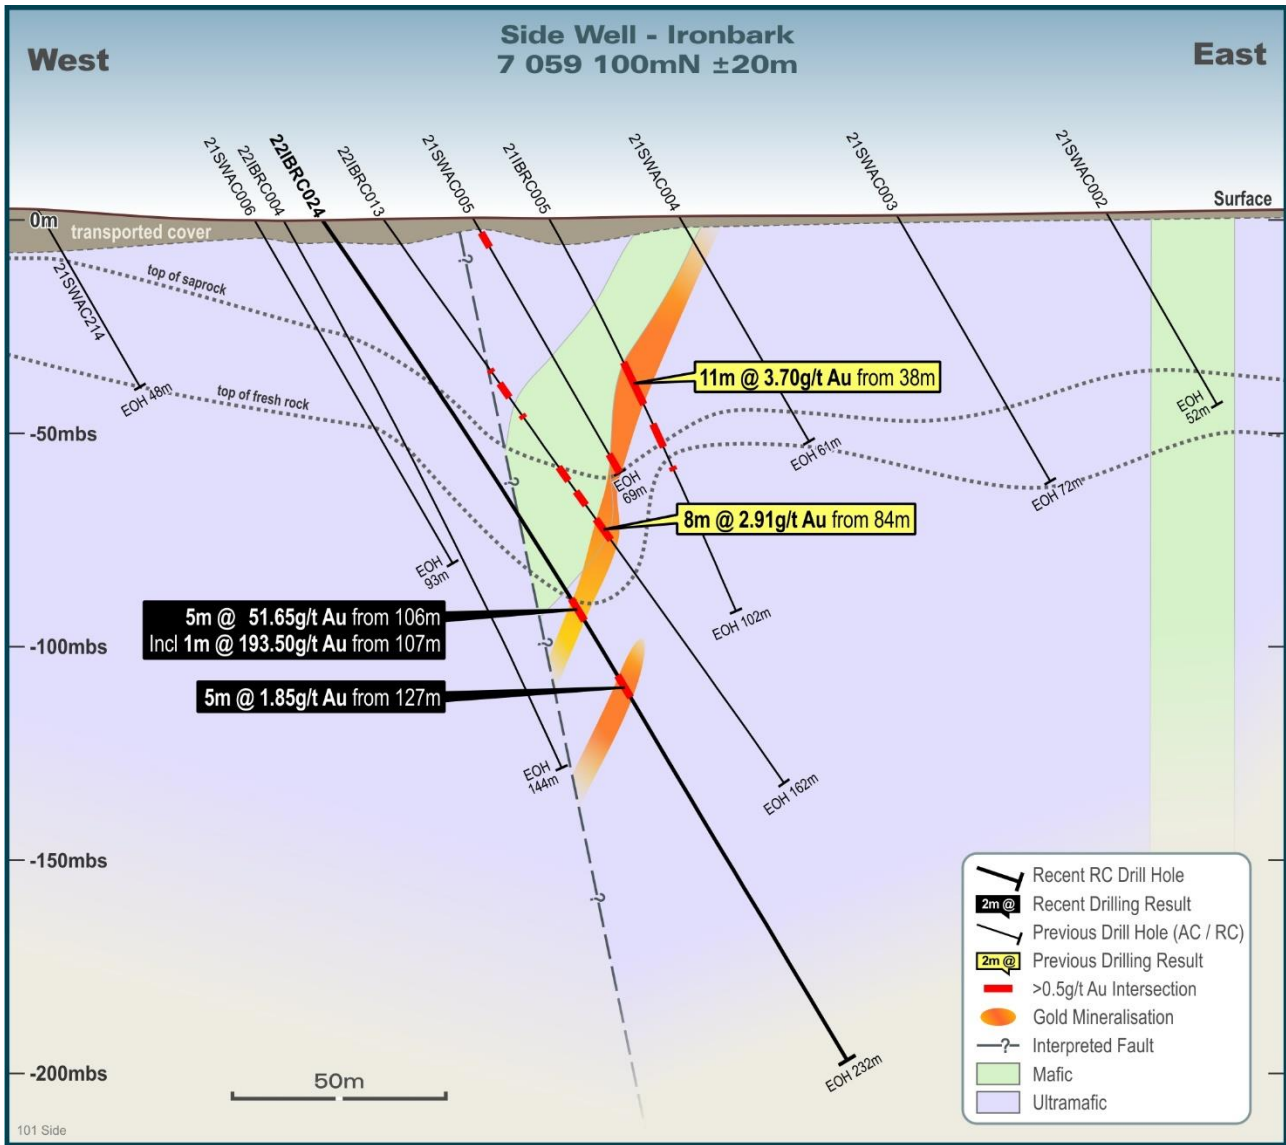 Side Well - Ironbark
7 059 100mN ±20m
West
East
21SWAC006
22IBRC004
22IBRC024
22IBRC013
21SWAC005
21IBRC005
21SWAC004
21SWAC003
21SWAC002
Surface
0m
transported cover
top of saprock
21SWAC214
EOH 48m
top of fresh rock
11m @ 3.70g/t Au from 38m
EOH
52m
-50mbs
EOH 61m
EOH
69m
EOH 72m
8m @ 2.91g/t Au from 84m
EOH
93m
5m @ 51.65g/t Au from 106m
Incl 1m @ 193.50g/t Au from 107m
EOH 102m
-100mbs
5m @ 1.85g/t Au from 127m
EOH
144m
EOH 162m
-150mbs
?
?
?
?
EOH 232m
-200mbs
50m
Recent RC Drill Hole
2m @ Recent Drilling Result
Previous Drill Hole (AC / RC)
2m @ Previous Drilling Result
>0.5g/t Au Intersection
Gold Mineralisation
? Interpreted Fault
Mafic
Ultramafic
101 Side